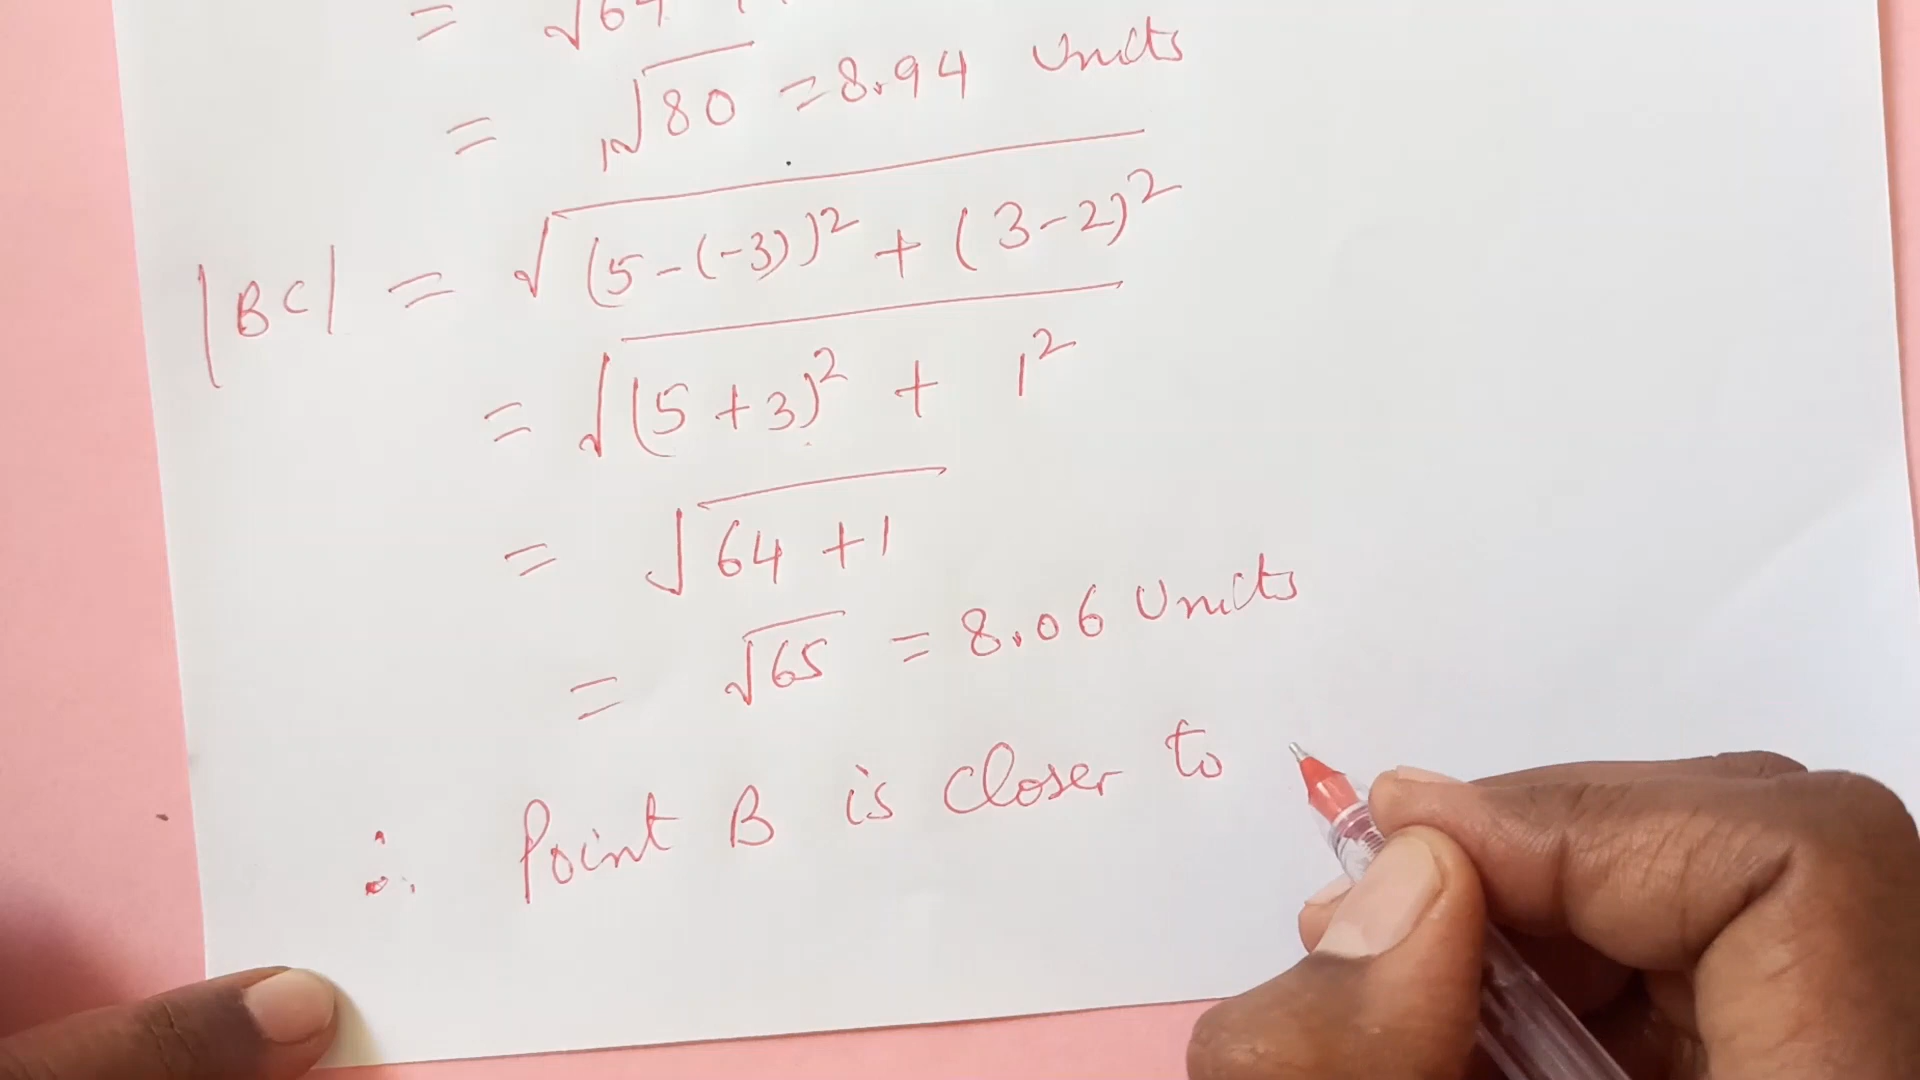 = √64
= √80 = 8.94 Units
|BC| = √(5-(-3))² + (3-2)²
= √(5+3)² + 1²
= √64+1
= √65 = 8.06 Units
∴ Point B is closer to